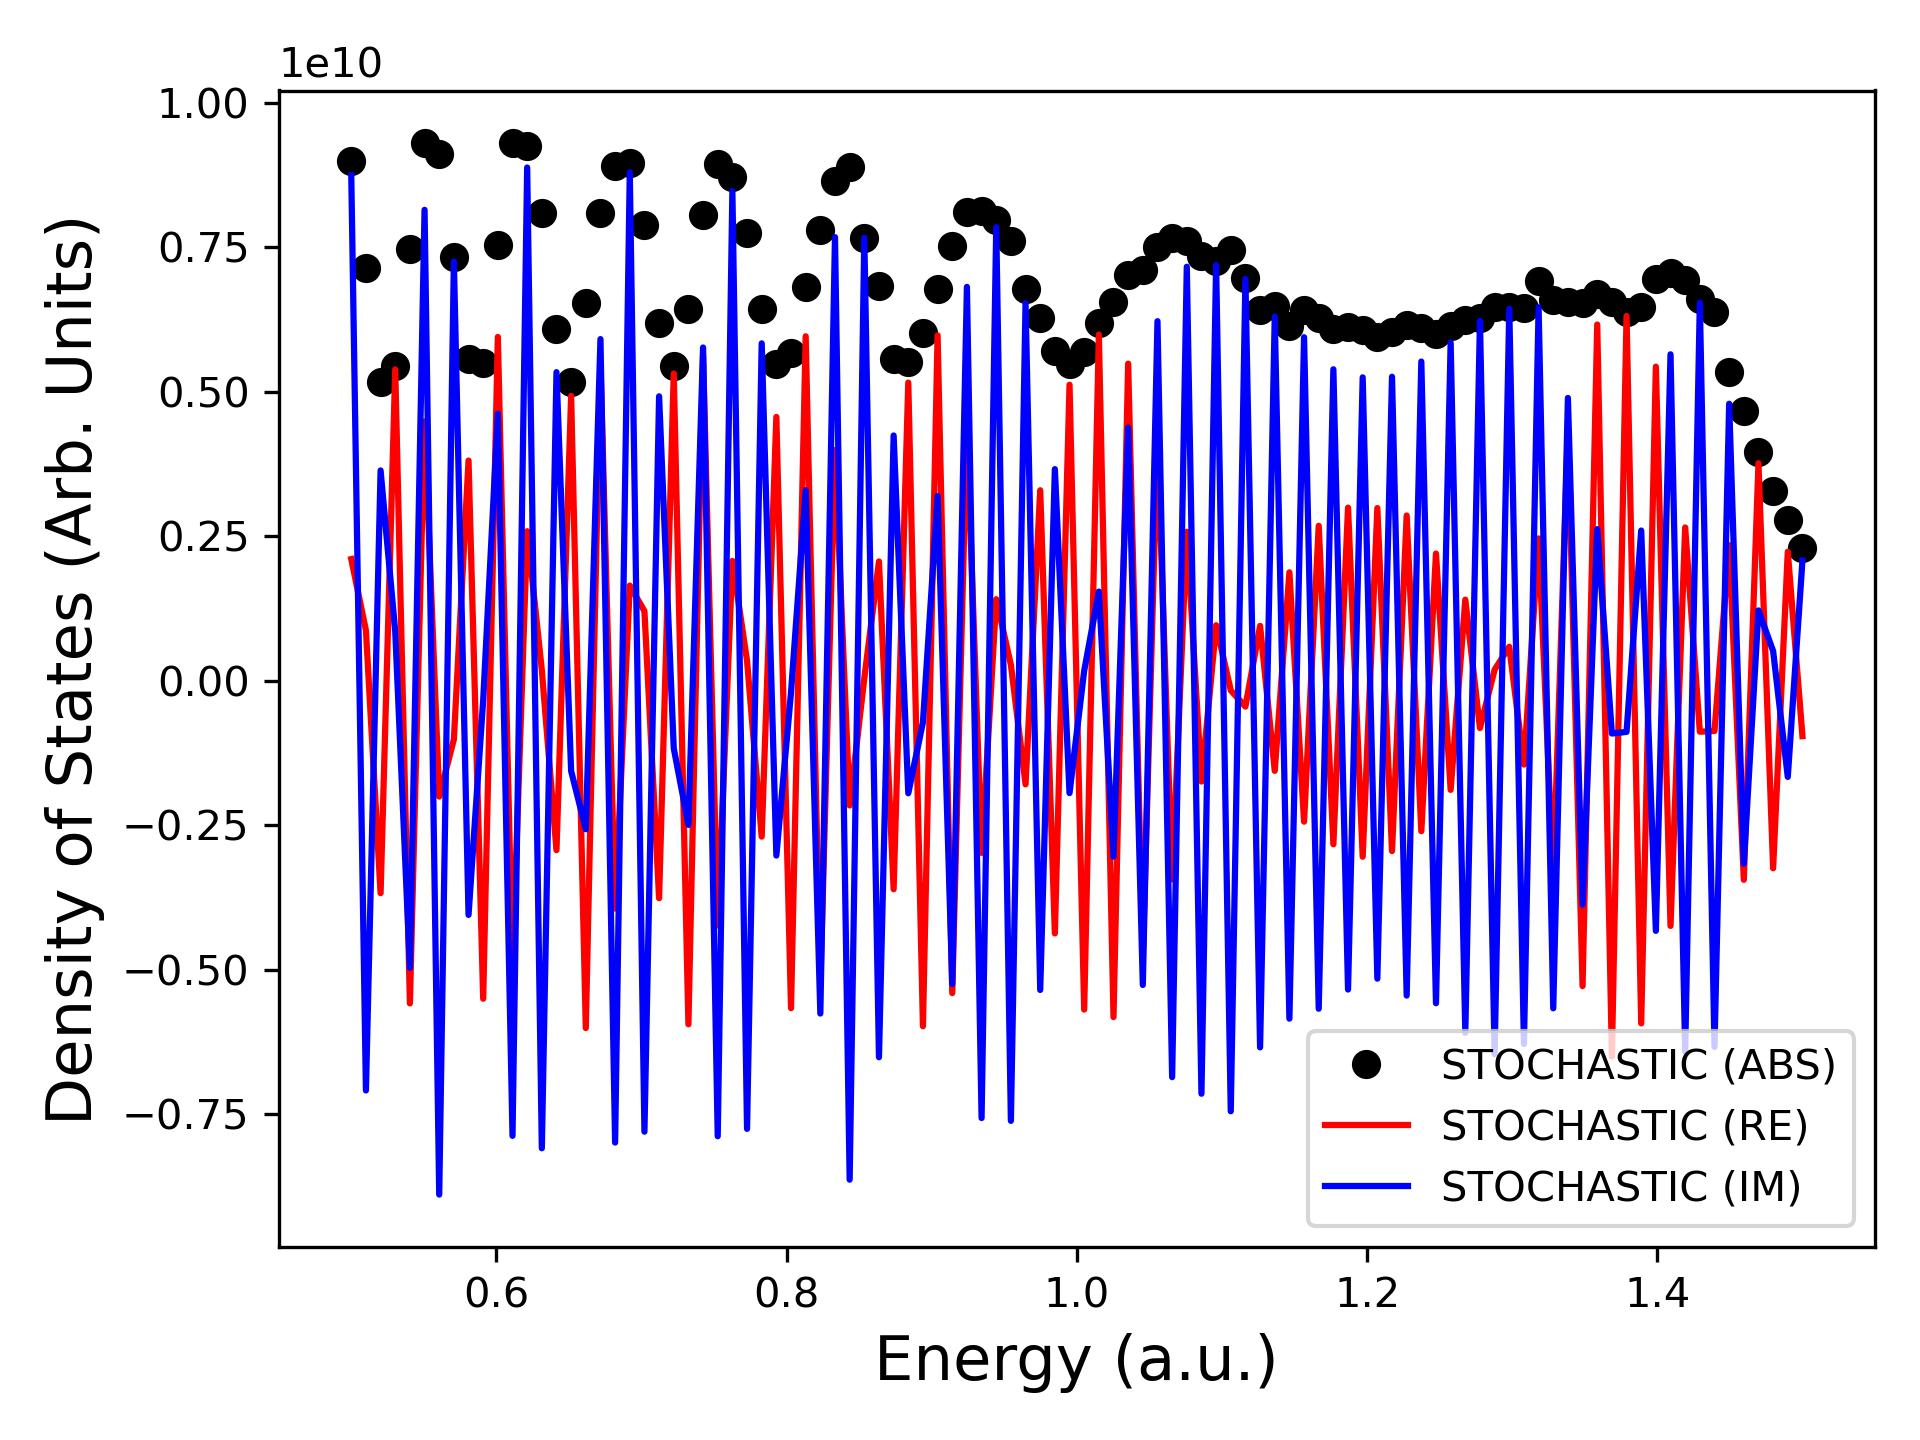 1e10
1.00
0.75
0.50
0.25
0.00
−0.25
−0.50
−0.75
Density of States (Arb. Units)
STOCHASTIC (ABS)
STOCHASTIC (RE)
STOCHASTIC (IM)
0.6 0.8 1.0 1.2 1.4
Energy (a.u.)